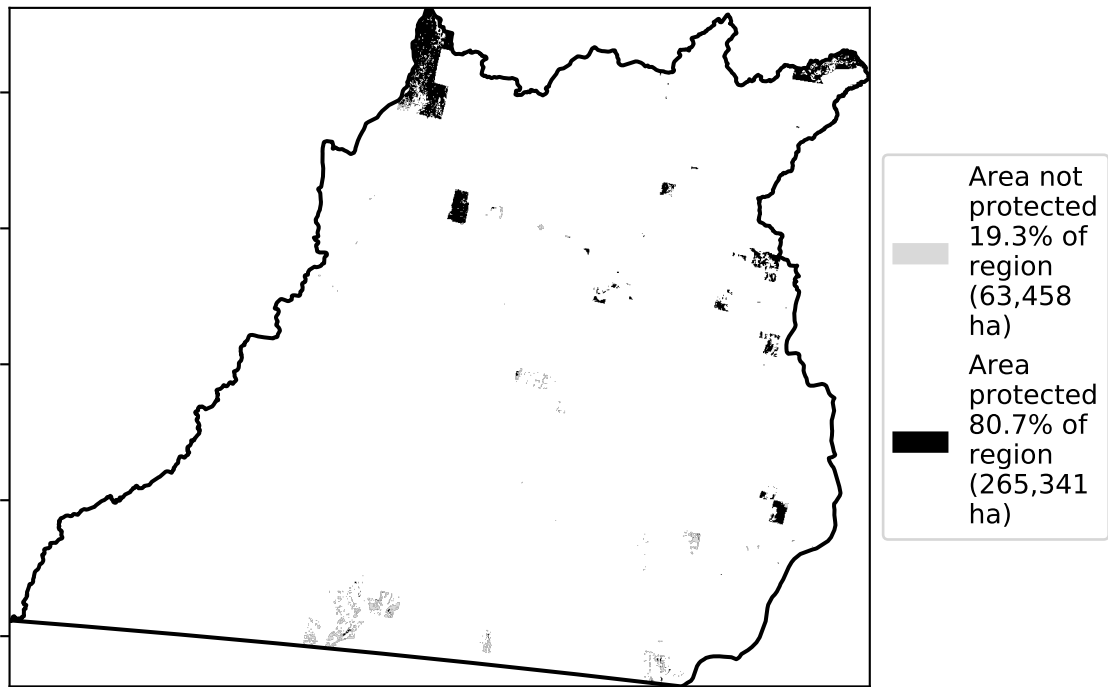 Area not
protected
19.3% of
region
(63,458
ha)
Area
protected
80.7% of
region
(265,341
ha)